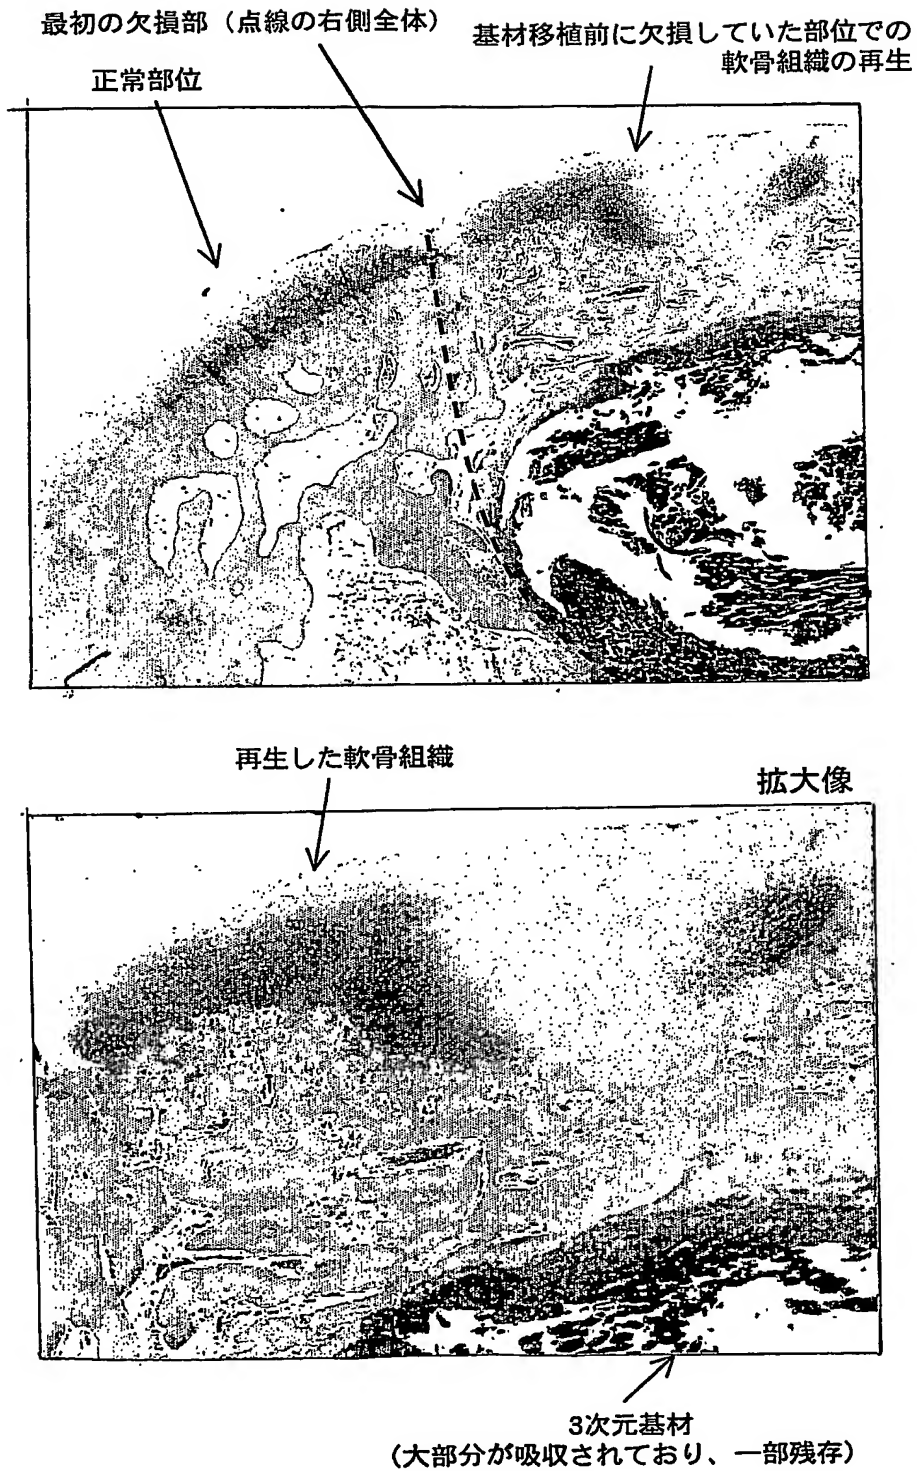 最初の欠損部（点線の右側全体）
基材移植前に欠損していた部位での
軟骨組織の再生
正常部位
再生した軟骨組織
拡大像
3次元基材
（大部分が吸収されており、一部残存）